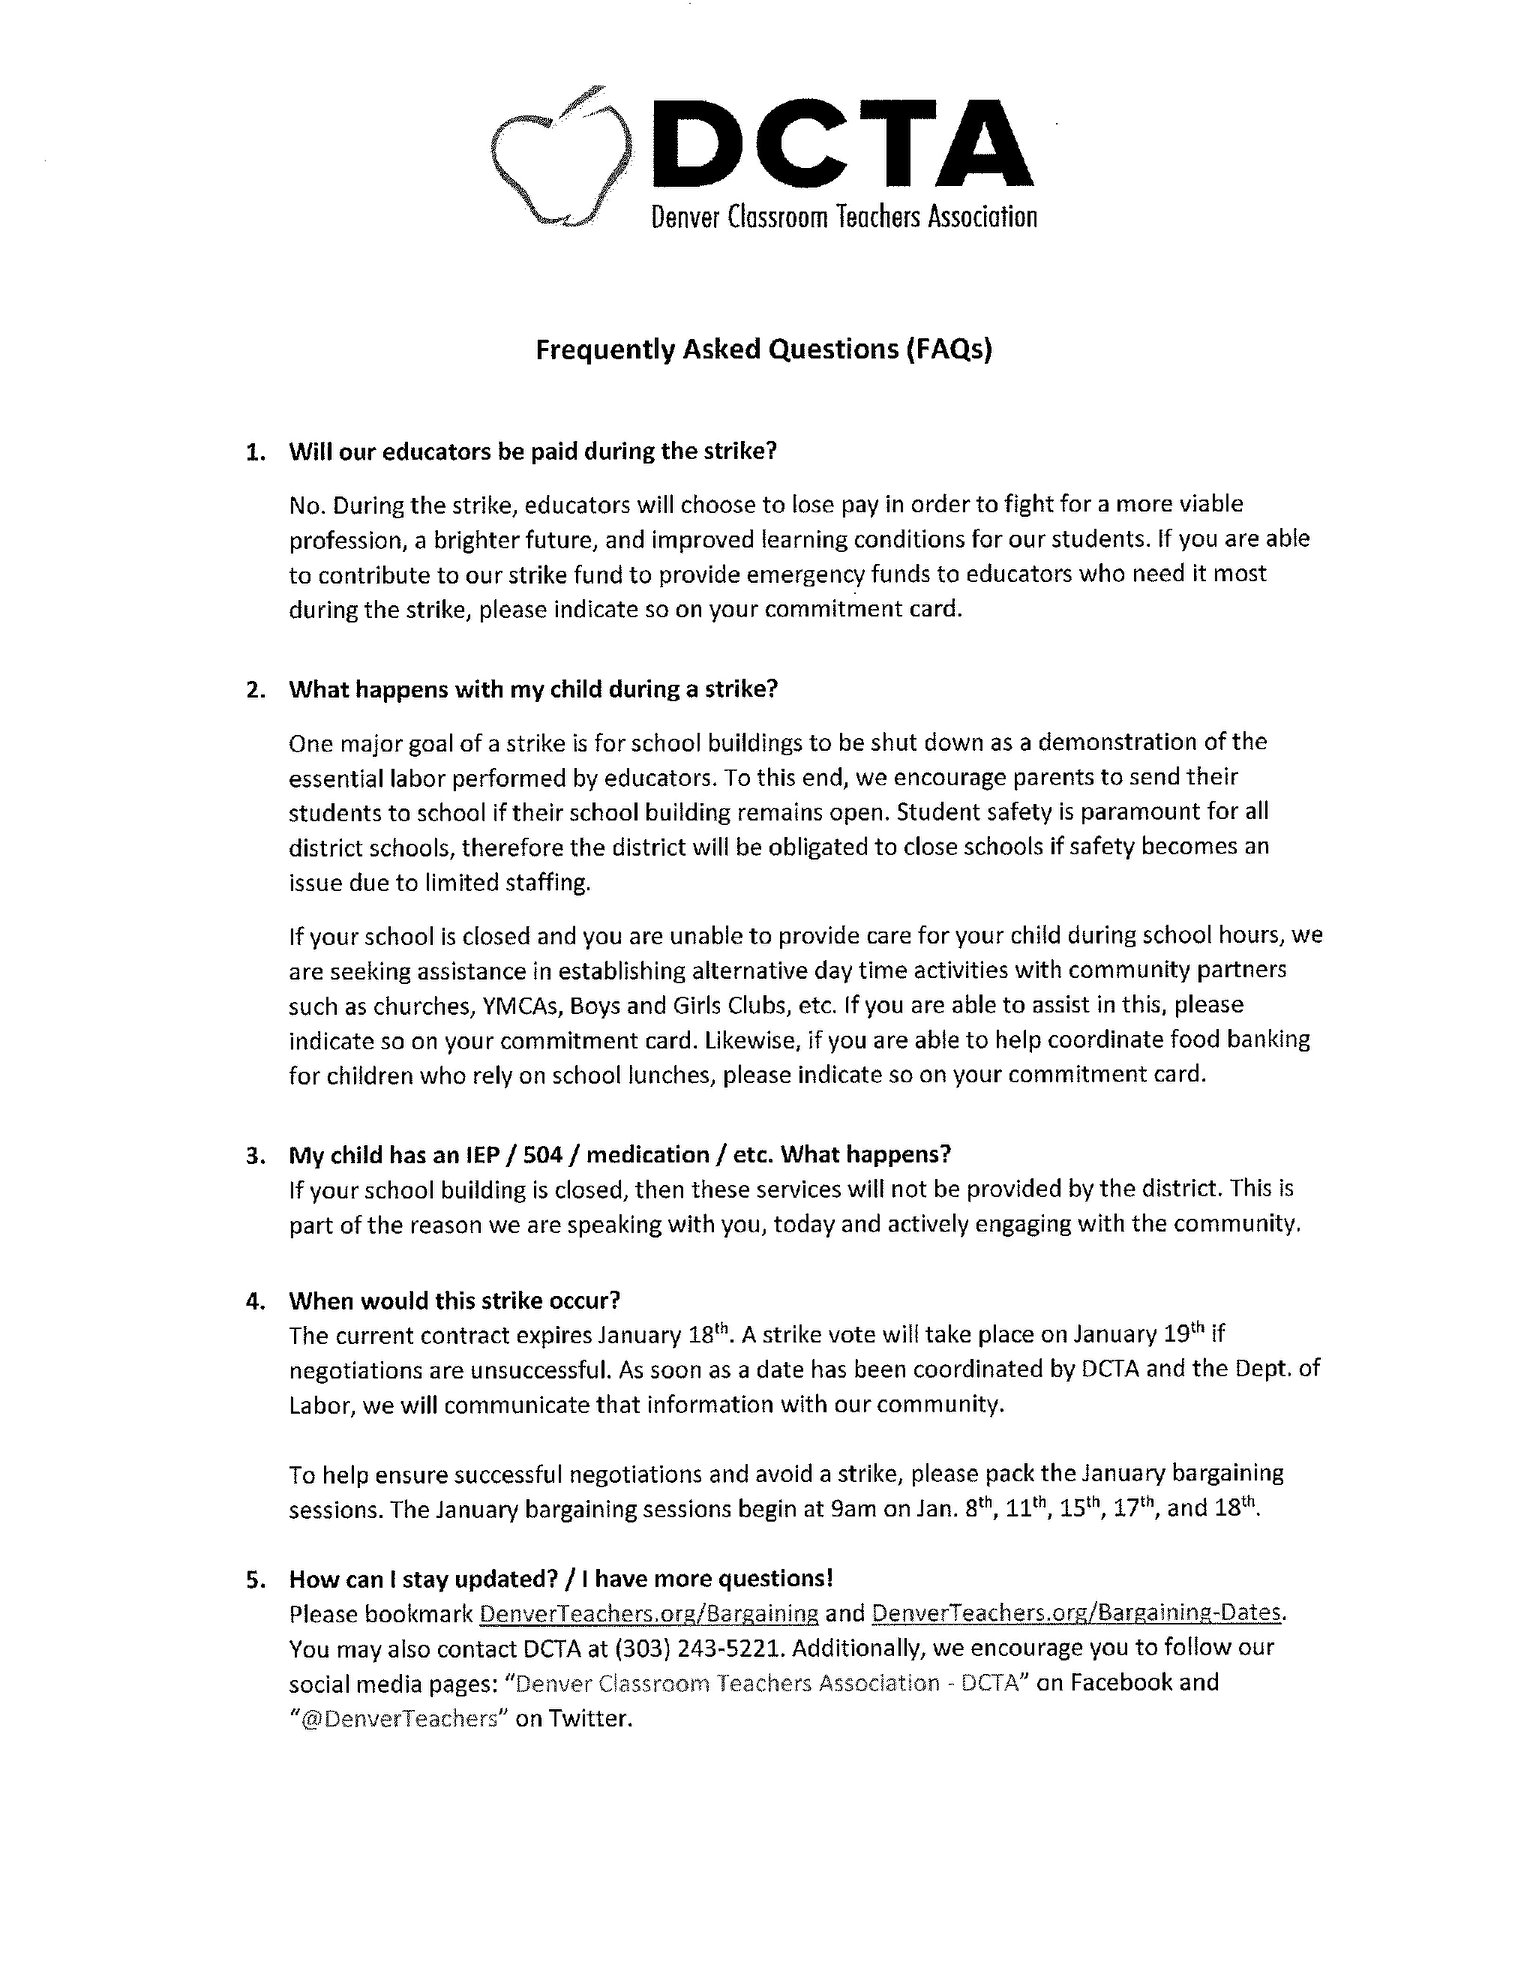 DCTA
Denver Classroom Teachers Association
Frequently Asked Questions (FAQs)
1. Will our educators be paid during the strike?
No. During the strike, educators will choose to lose pay in order to fight for a more viable
profession, a brighter future, and improved learning conditions for our students. If you are able
to contribute to our strike fund to provide emergency funds to educators who need it most
during the strike, please indicate so on your commitment card.
2. What happens with my child during a strike?
One major goal of a strike is for school buildings to be shut down as a demonstration of the
essential labor performed by educators. To this end, we encourage parents to send their
students to school if their school building remains open. Student safety is paramount for all
district schools, therefore the district will be obligated to close schools if safety becomes an
issue due to limited staffing.
If your school is closed and you are unable to provide care for your child during school hours, we
are seeking assistance in establishing alternative day time activities with community partners
such as churches, YMCAs, Boys and Girls Clubs, etc. If you are able to assist in this, please
indicate so on your commitment card. Likewise, if you are able to help coordinate food banking
for children who rely on school lunches, please indicate so on your commitment card.
3. My child has an IEP / 504 / medication / etc. What happens?
If your school building is closed, then these services will not be provided by the district. This is
part of the reason we are speaking with you, today and actively engaging with the community.
4. When would this strike occur?
The current contract expires January 18th. A strike vote will take place on January 19th if
negotiations are unsuccessful. As soon as a date has been coordinated by DCTA and the Dept. of
Labor, we will communicate that information with our community.
To help ensure successful negotiations and avoid a strike, please pack the January bargaining
sessions. The January bargaining sessions begin at 9am on Jan. 8th, 11th, 15th, 17th, and 18th.
5. How can I stay updated? / I have more questions!
Please bookmark DenverTeachers.org/Bargaining and DenverTeachers.org/Bargaining-Dates.
You may also contact DCTA at (303) 243-5221. Additionally, we encourage you to follow our
social media pages: "Denver Classroom Teachers Association - DCTA" on Facebook and
"@DenverTeachers" on Twitter.